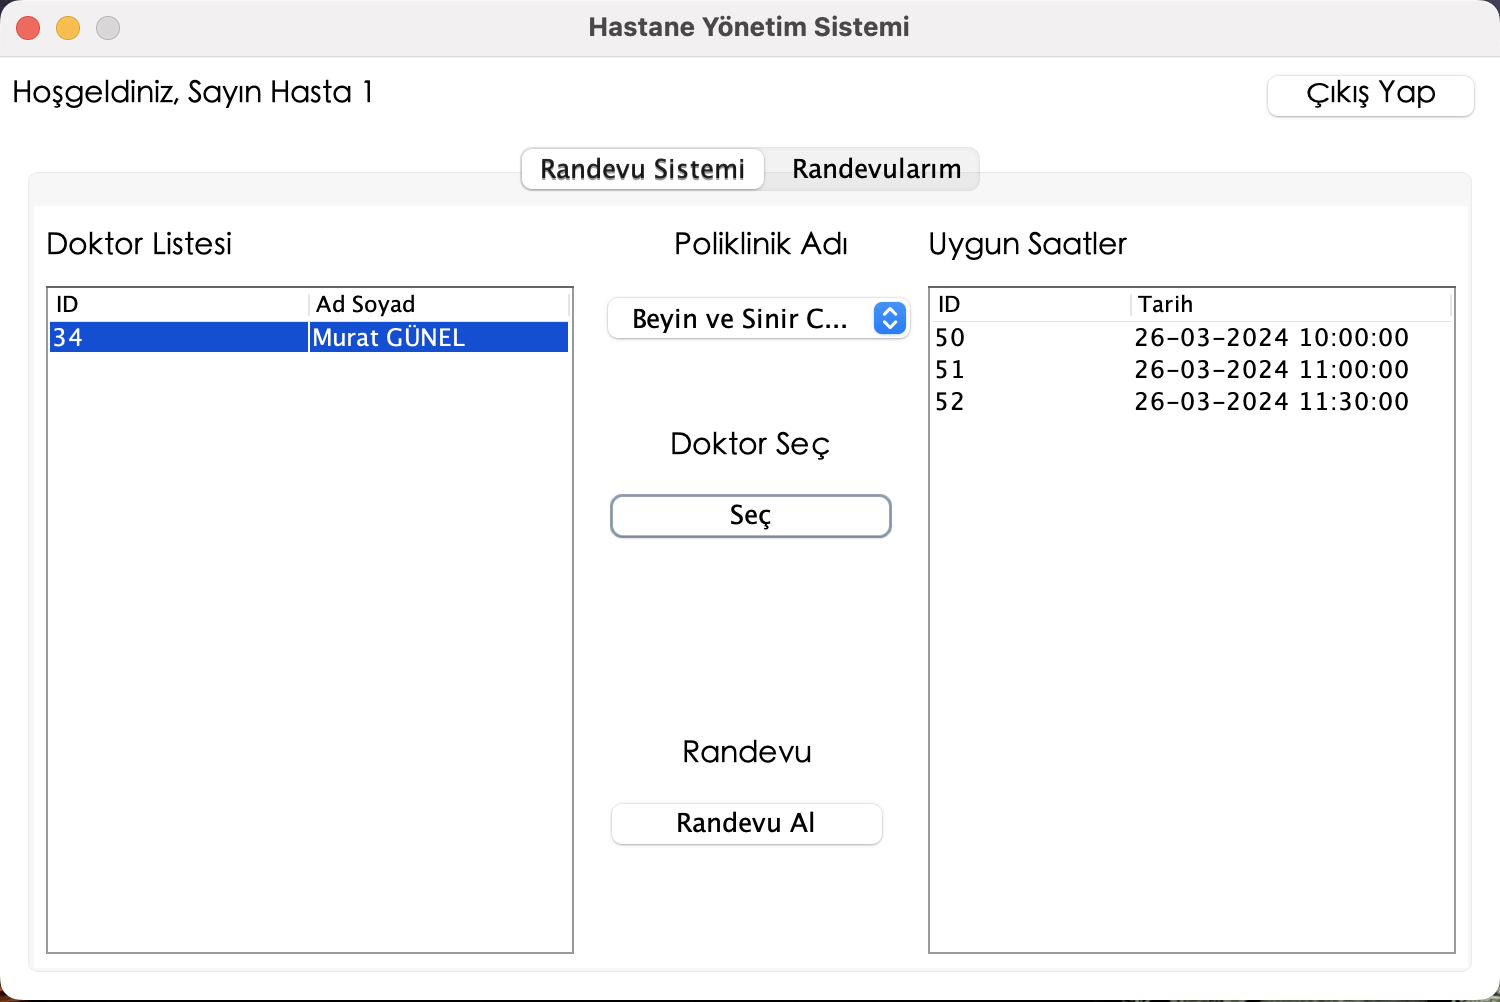 Hastane Yönetim Sistemi
Hoşgeldiniz, Sayın Hasta 1
Çıkış Yap
Randevu Sistemi
Randevularım
Doktor Listesi
ID Ad Soyad
34 Murat GÜNEL
Poliklinik Adı
Beyin ve Sinir C...
Doktor Seç
Seç
Randevu
Randevu Al
Uygun Saatler
ID Tarih
50 26-03-2024 10:00:00
51 26-03-2024 11:00:00
52 26-03-2024 11:30:00